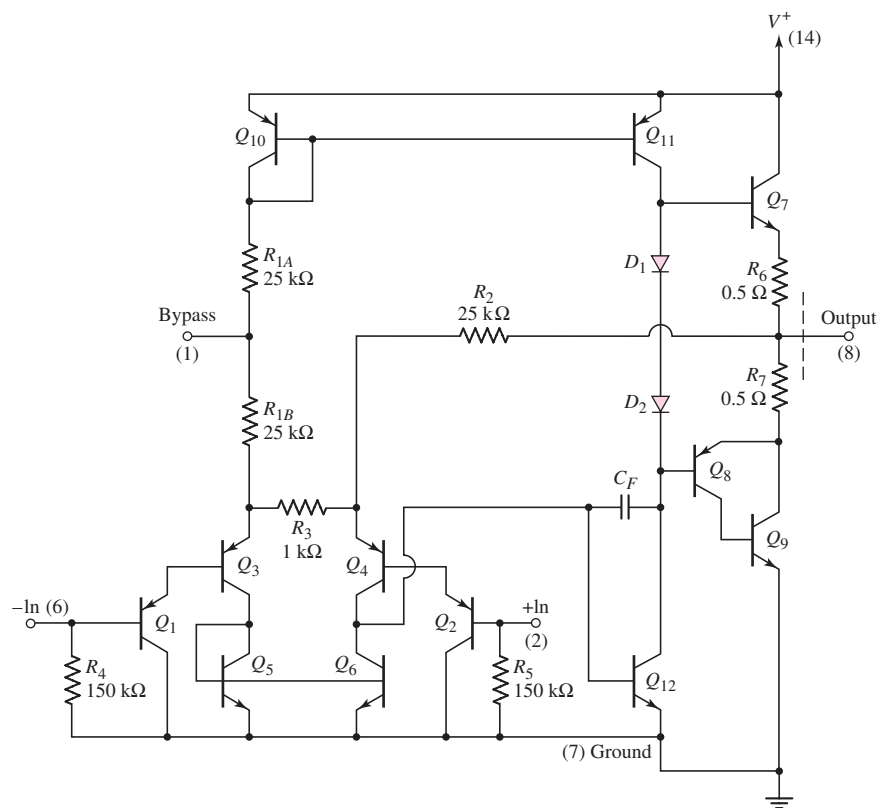 V+
(14)
Q10
Q11
Q7
R1A
25 kΩ
D1
R6
0.5 Ω
R2
25 kΩ
Bypass
(1)
Output
(8)
R7
0.5 Ω
R1B
25 kΩ
D2
Q8
CF
R3
1 kΩ
Q9
Q3
Q4
–In (6)
Q1
Q2
+In
(2)
R4
150 kΩ
Q5
Q6
R5
150 kΩ
Q12
(7) Ground